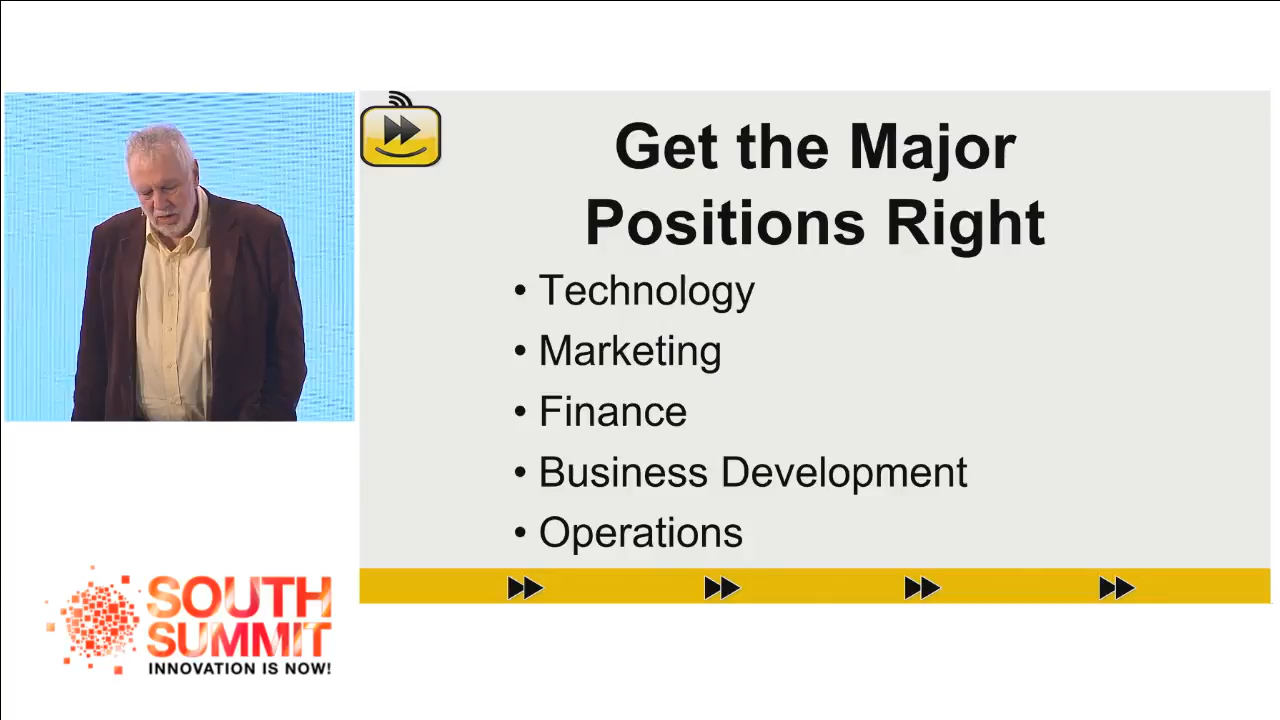 Get the Major
Positions Right
• Technology
• Marketing
• Finance
• Business Development
• Operations
SOUTH
SUMMIT
INNOVATION IS NOW!